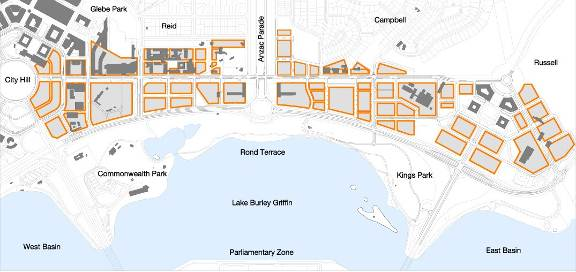 Glebe Park
Reid
Anzac Parade
Campbell
Russell
City Hill
Rond Terrace
Commonwealth Park
Kings Park
Lake Burley Griffin
West Basin
Parliamentary Zone
East Basin